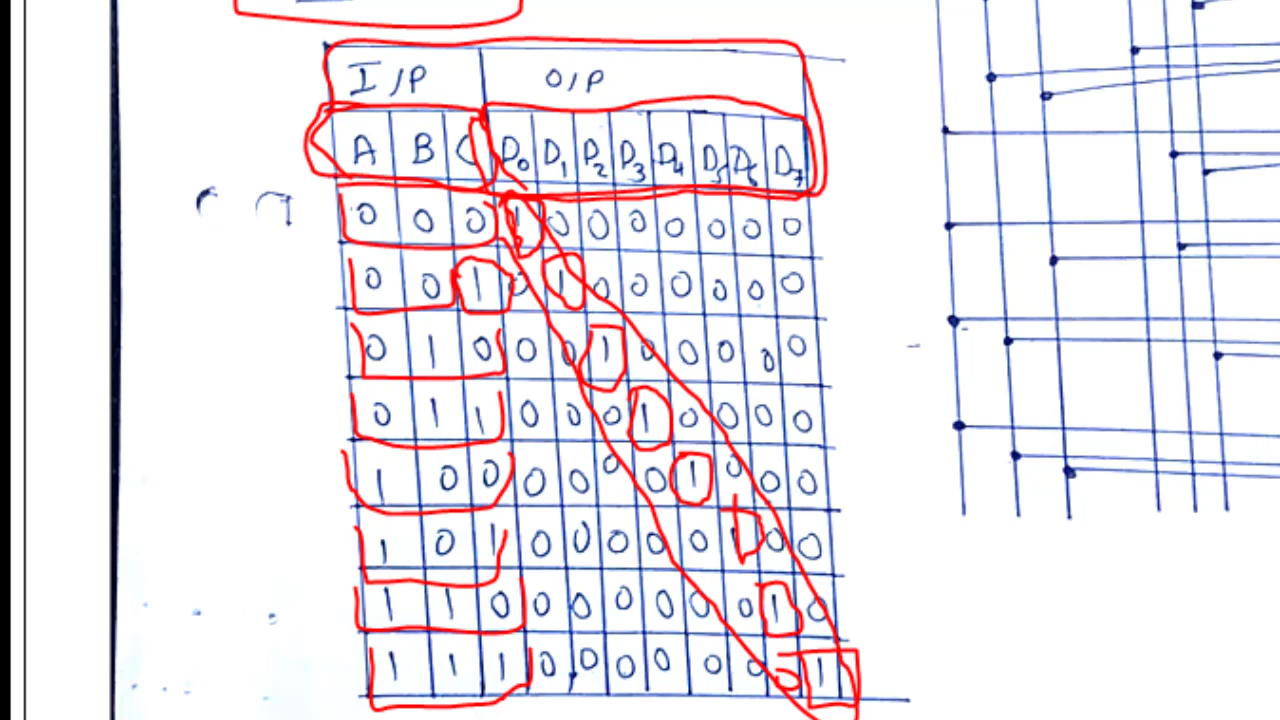 I/P O/P
A B C D0 D1 D2 D3 D4 D5 D6 D7
0 0 0 1 0 0 0 0 0 0 0
0 0 1 0 1 0 0 0 0 0 0
0 1 0 0 0 1 0 0 0 0 0
0 1 1 0 0 0 1 0 0 0 0
1 0 0 0 0 0 0 1 0 0 0
1 0 1 0 0 0 0 0 1 0 0
1 1 0 0 0 0 0 0 0 1 0
1 1 1 0 0 0 0 0 0 0 1